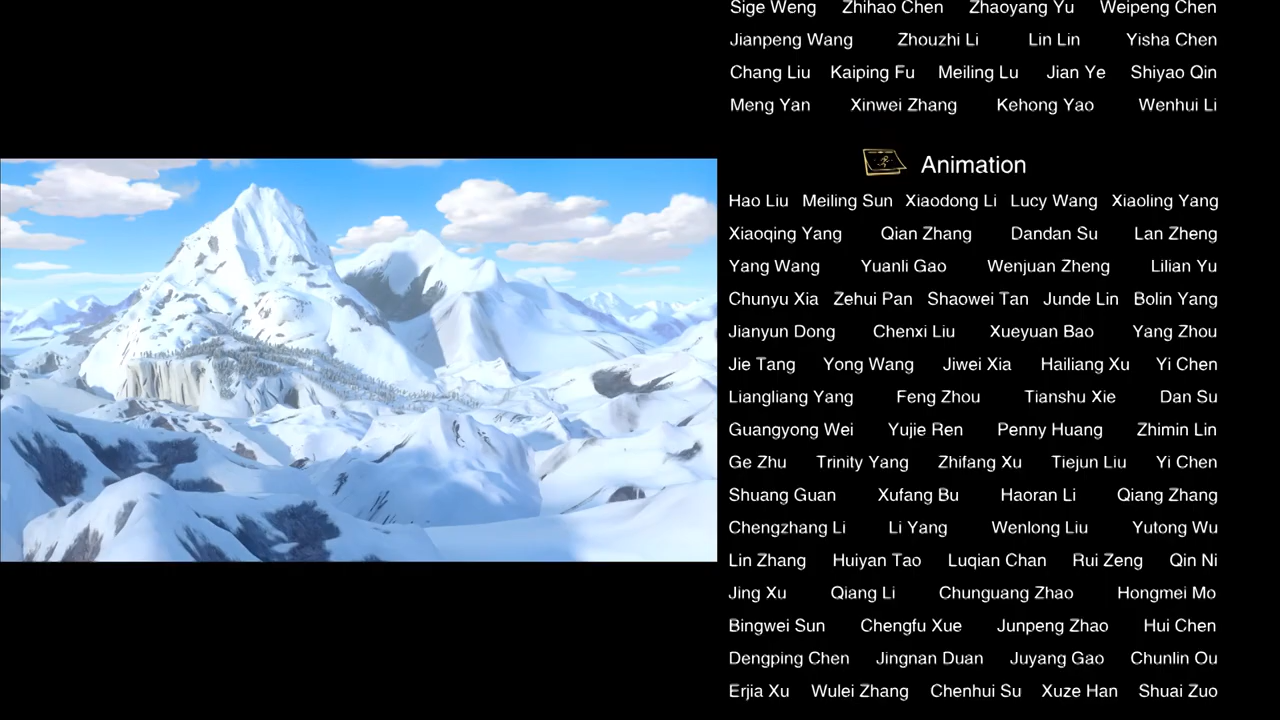 Sige Weng Zhihao Chen Zhaoyang Yu Weipeng Chen
Jianpeng Wang Zhouzhi Li Lin Lin Yisha Chen
Chang Liu Kaiping Fu Meiling Lu Jian Ye Shiyao Qin
Meng Yan Xinwei Zhang Kehong Yao Wenhui Li
Animation
Hao Liu Meiling Sun Xiaodong Li Lucy Wang Xiaoling Yang
Xiaoqing Yang Qian Zhang Dandan Su Lan Zheng
Yang Wang Yuanli Gao Wenjuan Zheng Lilian Yu
Chunyu Xia Zehui Pan Shaowei Tan Junde Lin Bolin Yang
Jianyun Dong Chenxi Liu Xueyuan Bao Yang Zhou
Jie Tang Yong Wang Jiwei Xia Hailiang Xu Yi Chen
Liangliang Yang Feng Zhou Tianshu Xie Dan Su
Guangyong Wei Yujie Ren Penny Huang Zhimin Lin
Ge Zhu Trinity Yang Zhifang Xu Tiejun Liu Yi Chen
Shuang Guan Xufang Bu Haoran Li Qiang Zhang
Chengzhang Li Li Yang Wenlong Liu Yutong Wu
Lin Zhang Huiyan Tao Luqian Chan Rui Zeng Qin Ni
Jing Xu Qiang Li Chunguang Zhao Hongmei Mo
Bingwei Sun Chengfu Xue Junpeng Zhao Hui Chen
Dengping Chen Jingnan Duan Juyang Gao Chunlin Ou
Erjia Xu Wulei Zhang Chenhui Su Xuze Han Shuai Zuo